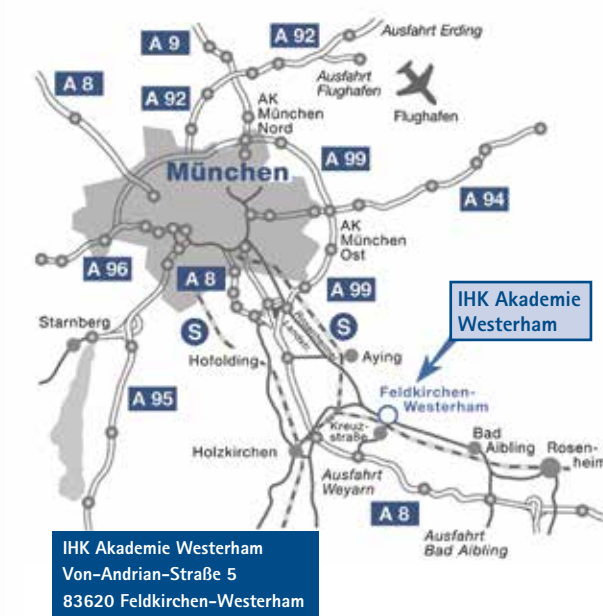 A 9
A 92
Ausfahrt Erding
A 8
Ausfahrt
Flughafen
A 92
AK
München
Nord
Flughafen
A 99
München
A 94
AK
München
Ost
A 96
A 8
A 99
IHK Akademie
Westerham
Starnberg
S
S
Hofolding
Aying
A 95
Feldkirchen-
Westerham
Kreuz-
straße
Bad
Aibling
Rosen-
heim
Holzkirchen
Ausfahrt
Weyarn
A 8
Ausfahrt
Bad Aibling
IHK Akademie Westerham
Von-Andrian-Straße 5
83620 Feldkirchen-Westerham